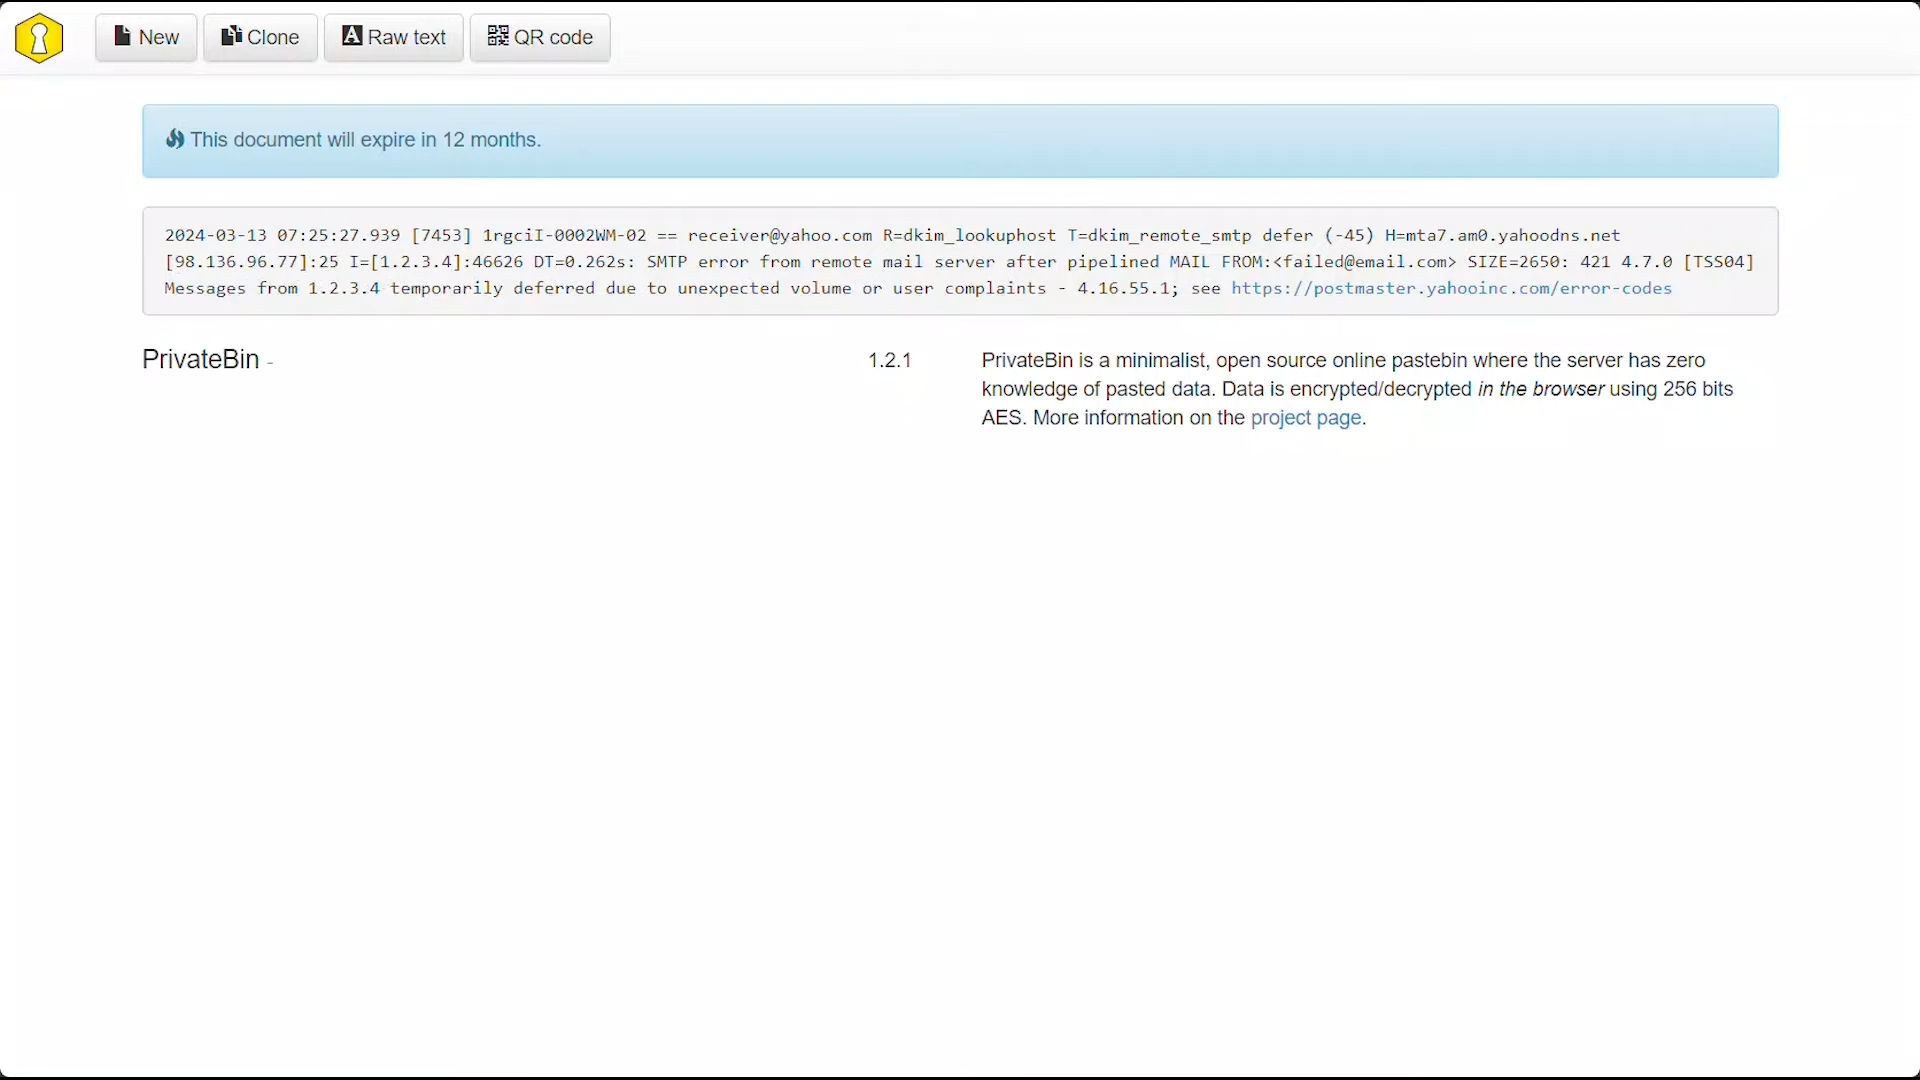 New Clone Raw text QR code
This document will expire in 12 months.
2024-03-13 07:25:27.939 [7453] 1rgciI-0002WM-02 == receiver@yahoo.com R=dkim_lookuphost T=dkim_remote_smtp defer (-45) H=mta7.am0.yahoodns.net
[98.136.96.77]:25 I=[1.2.3.4]:46626 DT=0.262s: SMTP error from remote mail server after pipelined MAIL FROM:<failed@email.com> SIZE=2650: 421 4.7.0 [TSS04]
Messages from 1.2.3.4 temporarily deferred due to unexpected volume or user complaints - 4.16.55.1; see https://postmaster.yahooinc.com/error-codes
PrivateBin -
1.2.1
PrivateBin is a minimalist, open source online pastebin where the server has zero
knowledge of pasted data. Data is encrypted/decrypted in the browser using 256 bits
AES. More information on the project page.